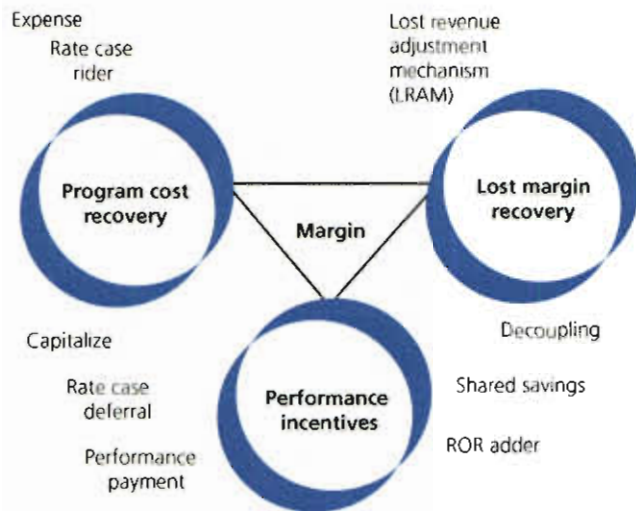 Expense
Rate case
rider
Lost revenue
adjustment
mechanism
(LRAM)
Program cost
recovery
Margin
Lost margin
recovery
Capitalize
Rate case
deferral
Performance
payment
Performance
incentives
Decoupling
Shared savings
ROR adder